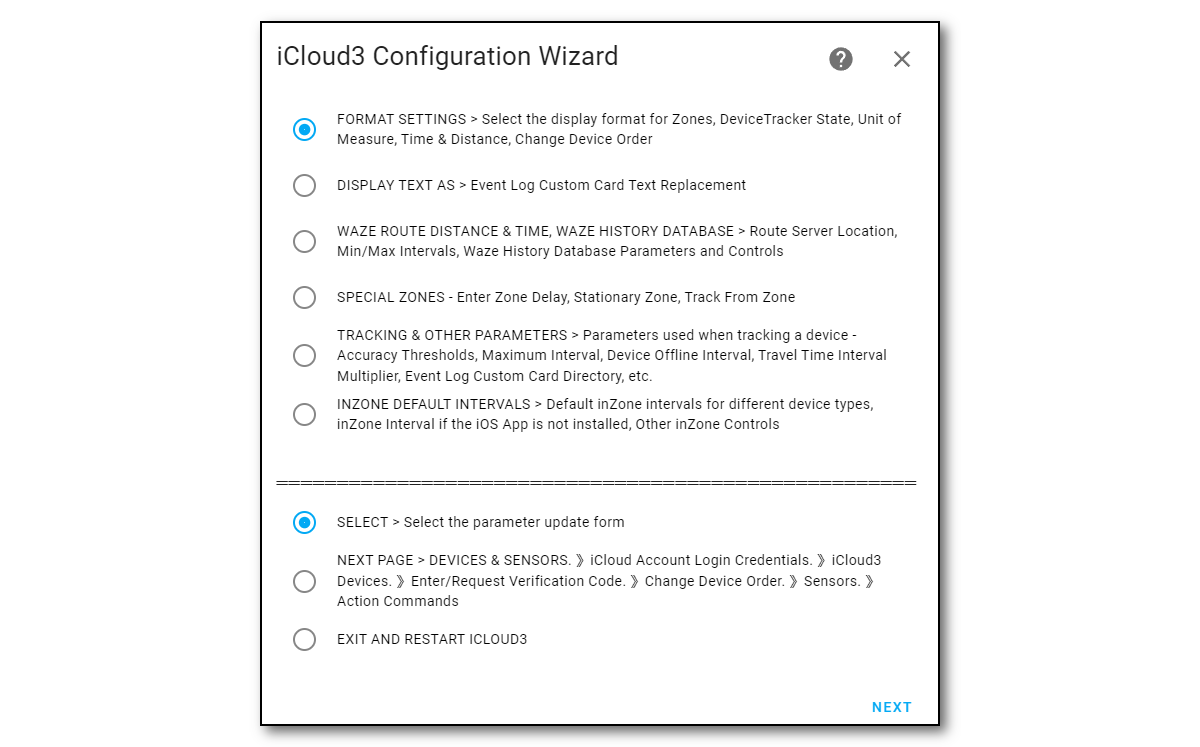 iCloud3 Configuration Wizard
FORMAT SETTINGS > Select the display format for Zones, DeviceTracker State, Unit of
Measure, Time & Distance, Change Device Order
DISPLAY TEXT AS > Event Log Custom Card Text Replacement
WAZE ROUTE DISTANCE & TIME, WAZE HISTORY DATABASE > Route Server Location,
Min/Max Intervals, Waze History Database Parameters and Controls
SPECIAL ZONES - Enter Zone Delay, Stationary Zone, Track From Zone
TRACKING & OTHER PARAMETERS > Parameters used when tracking a device -
Accuracy Thresholds, Maximum Interval, Device Offline Interval, Travel Time Interval
Multiplier, Event Log Custom Card Directory, etc.
INZONE DEFAULT INTERVALS > Default inZone intervals for different device types,
inZone Interval if the iOS App is not installed, Other inZone Controls
SELECT > Select the parameter update form
NEXT PAGE > DEVICES & SENSORS. 》 iCloud Account Login Credentials. 》 iCloud3
Devices. 》 Enter/Request Verification Code. 》 Change Device Order. 》 Sensors. 》
Action Commands
EXIT AND RESTART ICLOUD3
NEXT